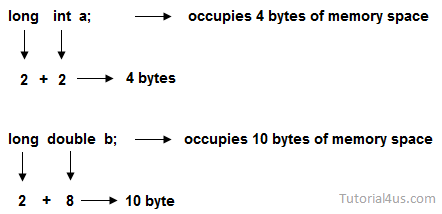 long int a; occupies 4 bytes of memory space
2 + 2 4 bytes
long double b; occupies 10 bytes of memory space
2 + 8 10 byte
Tutorial4us.com